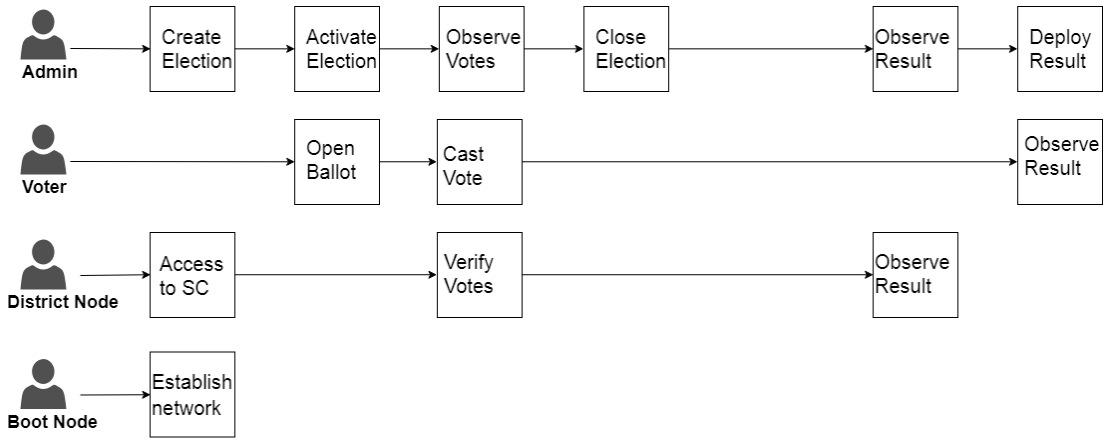 Create
Election
Activate
Election
Observe
Votes
Close
Election
Observe
Result
Deploy
Result
Admin
Open
Ballot
Cast
Vote
Observe
Result
Voter
Access
to SC
Verify
Votes
Observe
Result
District Node
Establish
network
Boot Node